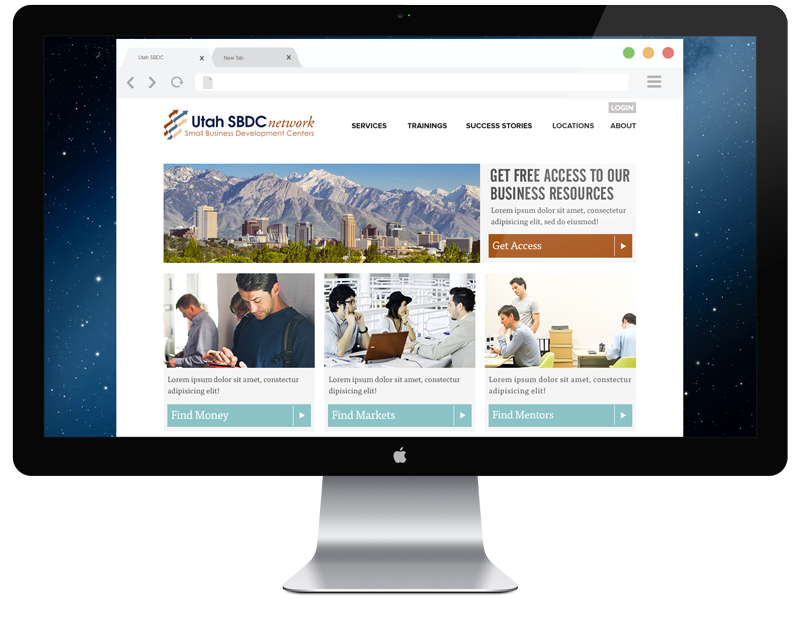 Utah SBDC x
New Tab x
LOGIN
Utah SBDC network
Small Business Development Centers
SERVICES TRAININGS SUCCESS STORIES LOCATIONS ABOUT
GET FREE ACCESS TO OUR
BUSINESS RESOURCES
Lorem ipsum dolor sit amet, consectetur
adipisicing elit, sed do eiusmod!
Get Access
Lorem ipsum dolor sit amet, constectur
adipisicing elit!
Find Money
Lorem ipsum dolor sit amet, constectur
adipisicing elit!
Find Markets
Lorem ipsum dolor sit amet, constectur
adipisicing elit!
Find Mentors